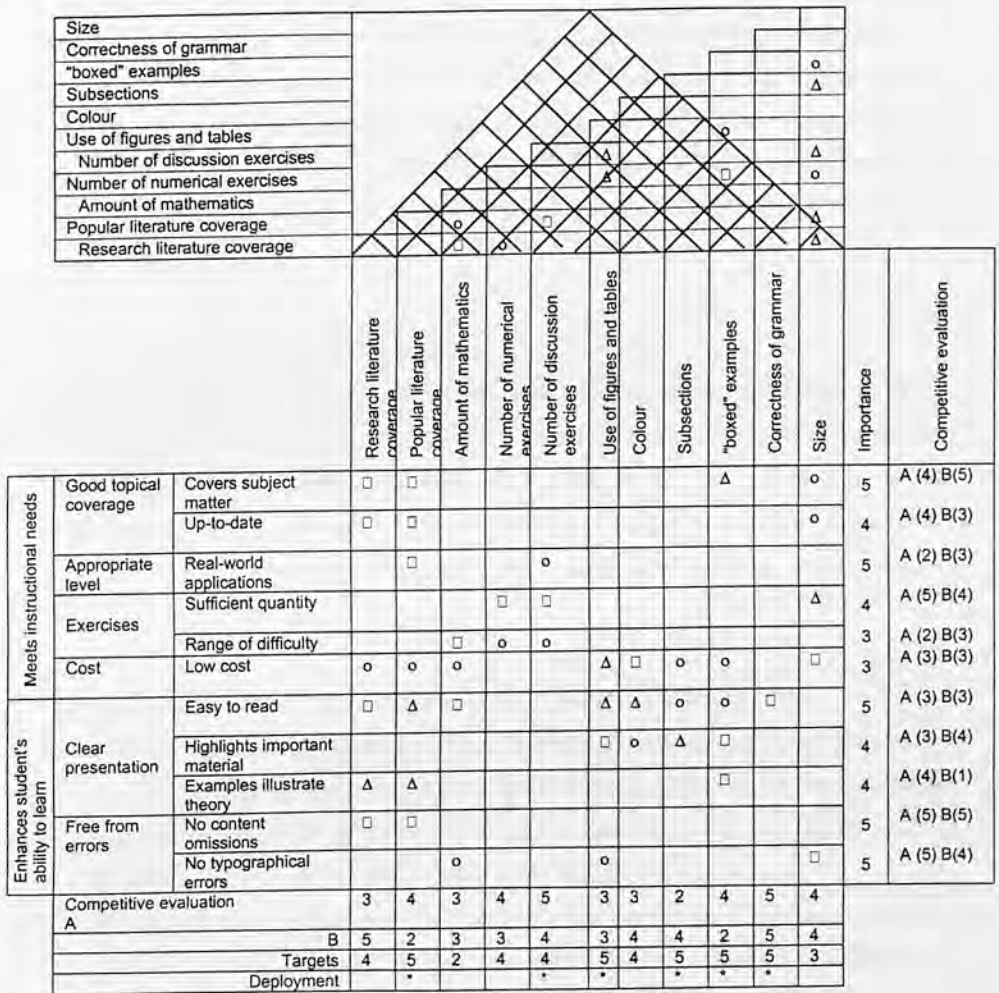 Size
Correctness of grammar
"boxed" examples o
Subsections Δ
Colour
Use of figures and tables o
Number of discussion exercises Δ Δ
Number of numerical exercises Δ □ o
Amount of mathematics
Popular literature coverage o □ Δ
Research literature coverage □ o Δ
Research literature
coverage
Popular literature
coverage
Amount of mathematics
Number of numerical
exercises
Number of discussion
exercises
Use of figures and tables
Colour
Subsections
"boxed" examples
Correctness of grammar
Size
Importance
Competitive evaluation
Meets instructional needs
Good topical
coverage
Covers subject
matter
□ □ Δ o 5 A (4) B(5)
Up-to-date □ □ o 4 A (4) B(3)
Appropriate
level
Real-world
applications
□ o 5 A (2) B(3)
Exercises
Sufficient quantity □ □ Δ 4 A (5) B(4)
Range of difficulty □ o o 3 A (2) B(3)
Cost Low cost o o o Δ □ o o □ 3 A (3) B(3)
Enhances student's
ability to learn
Clear
presentation
Easy to read □ Δ □ Δ Δ o o □ 5 A (3) B(3)
Highlights important
material
□ o Δ □ 4 A (3) B(4)
Examples illustrate
theory
Δ Δ □ 4 A (4) B(1)
Free from
errors
No content
omissions
□ □ 5 A (5) B(5)
No typographical
errors
o o □ 5 A (5) B(4)
Competitive evaluation
A
3 4 3 4 5 3 3 2 4 5 4
B 5 2 3 3 4 3 4 4 2 5 4
Targets 4 5 2 4 4 5 4 5 5 5 3
Deployment * * * * * *